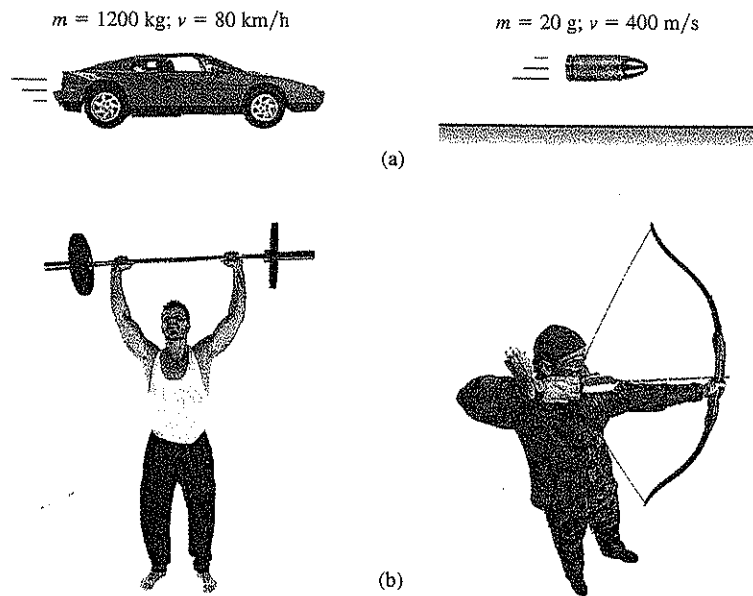 m = 1200 kg; v = 80 km/h
m = 20 g; v = 400 m/s
(a)
(b)